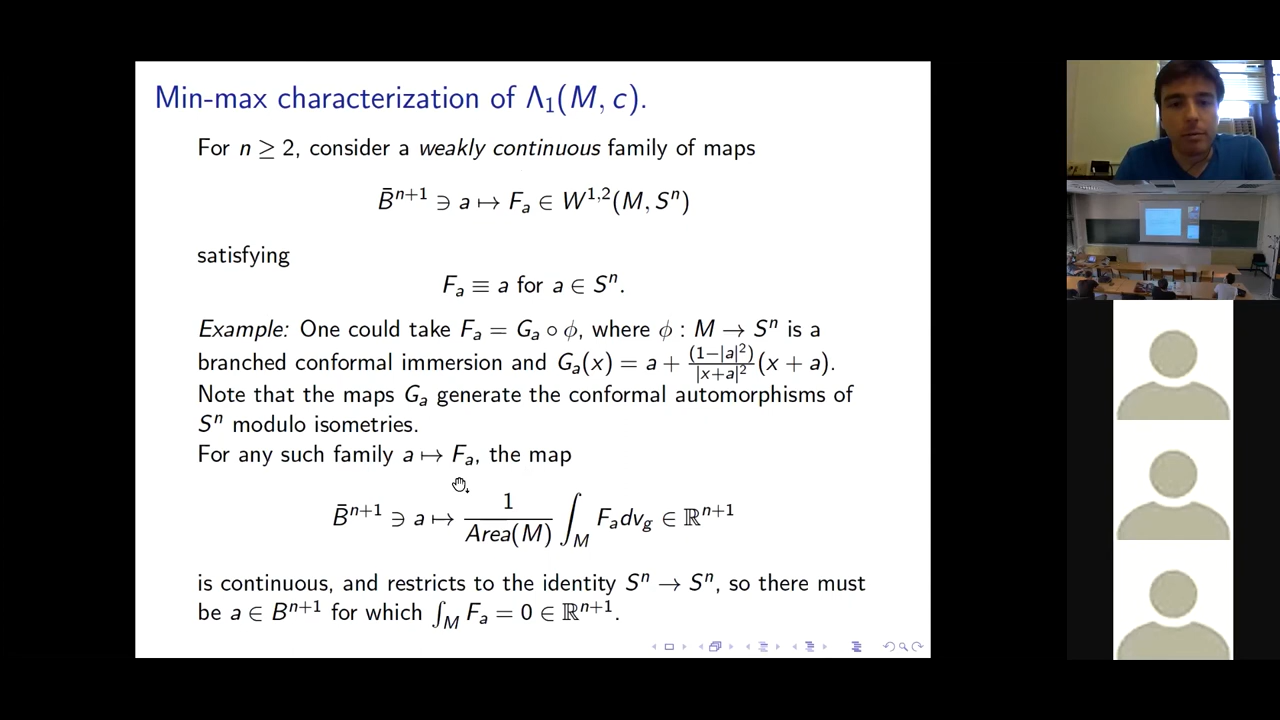 Min-max characterization of Λ₁(M, c).
For n ≥ 2, consider a weakly continuous family of maps
B̄ⁿ⁺¹ ∋ a ↦ Fₐ ∈ W¹,²(M, Sⁿ)
satisfying
Fₐ ≡ a for a ∈ Sⁿ.
Example: One could take Fₐ = Gₐ ∘ ϕ, where ϕ : M → Sⁿ is a
branched conformal immersion and Gₐ(x) = a + \frac{(1−|a|²)}{|x+a|²}(x + a).
Note that the maps Gₐ generate the conformal automorphisms of
Sⁿ modulo isometries.
For any such family a ↦ Fₐ, the map
B̄ⁿ⁺¹ ∋ a ↦ \frac{1}{Area(M)} ∫_M Fₐdv_g ∈ ℝⁿ⁺¹
is continuous, and restricts to the identity Sⁿ → Sⁿ, so there must
be a ∈ Bⁿ⁺¹ for which ∫_M Fₐ = 0 ∈ ℝⁿ⁺¹.